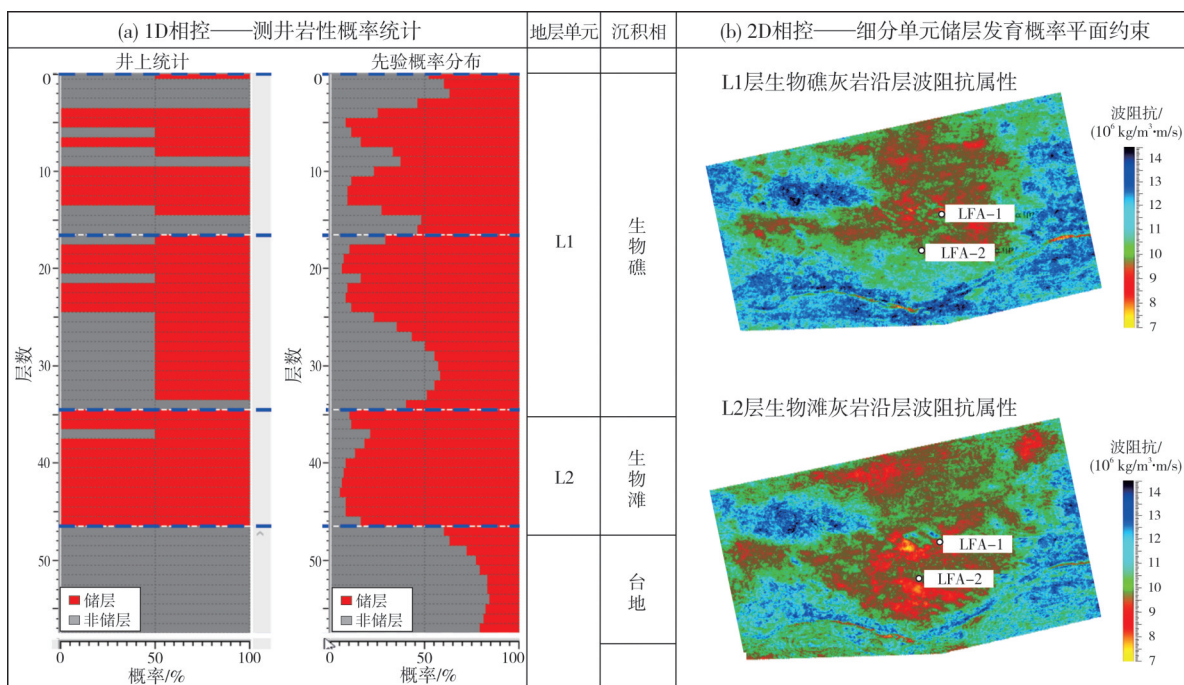 (a) 1D相控——测井岩性概率统计
地层单元
沉积相
(b) 2D相控——细分单元储层发育概率平面约束
井上统计
先验概率分布
0
10
20
30
40
50
层数
储层
非储层
0
50
100
概率/%
0
10
20
30
40
50
层数
储层
非储层
0
50
100
概率/%
L1
L2
生物礁
生物滩
台地
L1层生物礁灰岩沿层波阻抗属性
LFA-1
LFA-2
波阻抗/
(10⁶ kg/m³·m/s)
14
13
12
11
10
9
8
7
L2层生物滩灰岩沿层波阻抗属性
LFA-1
LFA-2
波阻抗/
(10⁶ kg/m³·m/s)
14
13
12
11
10
9
8
7